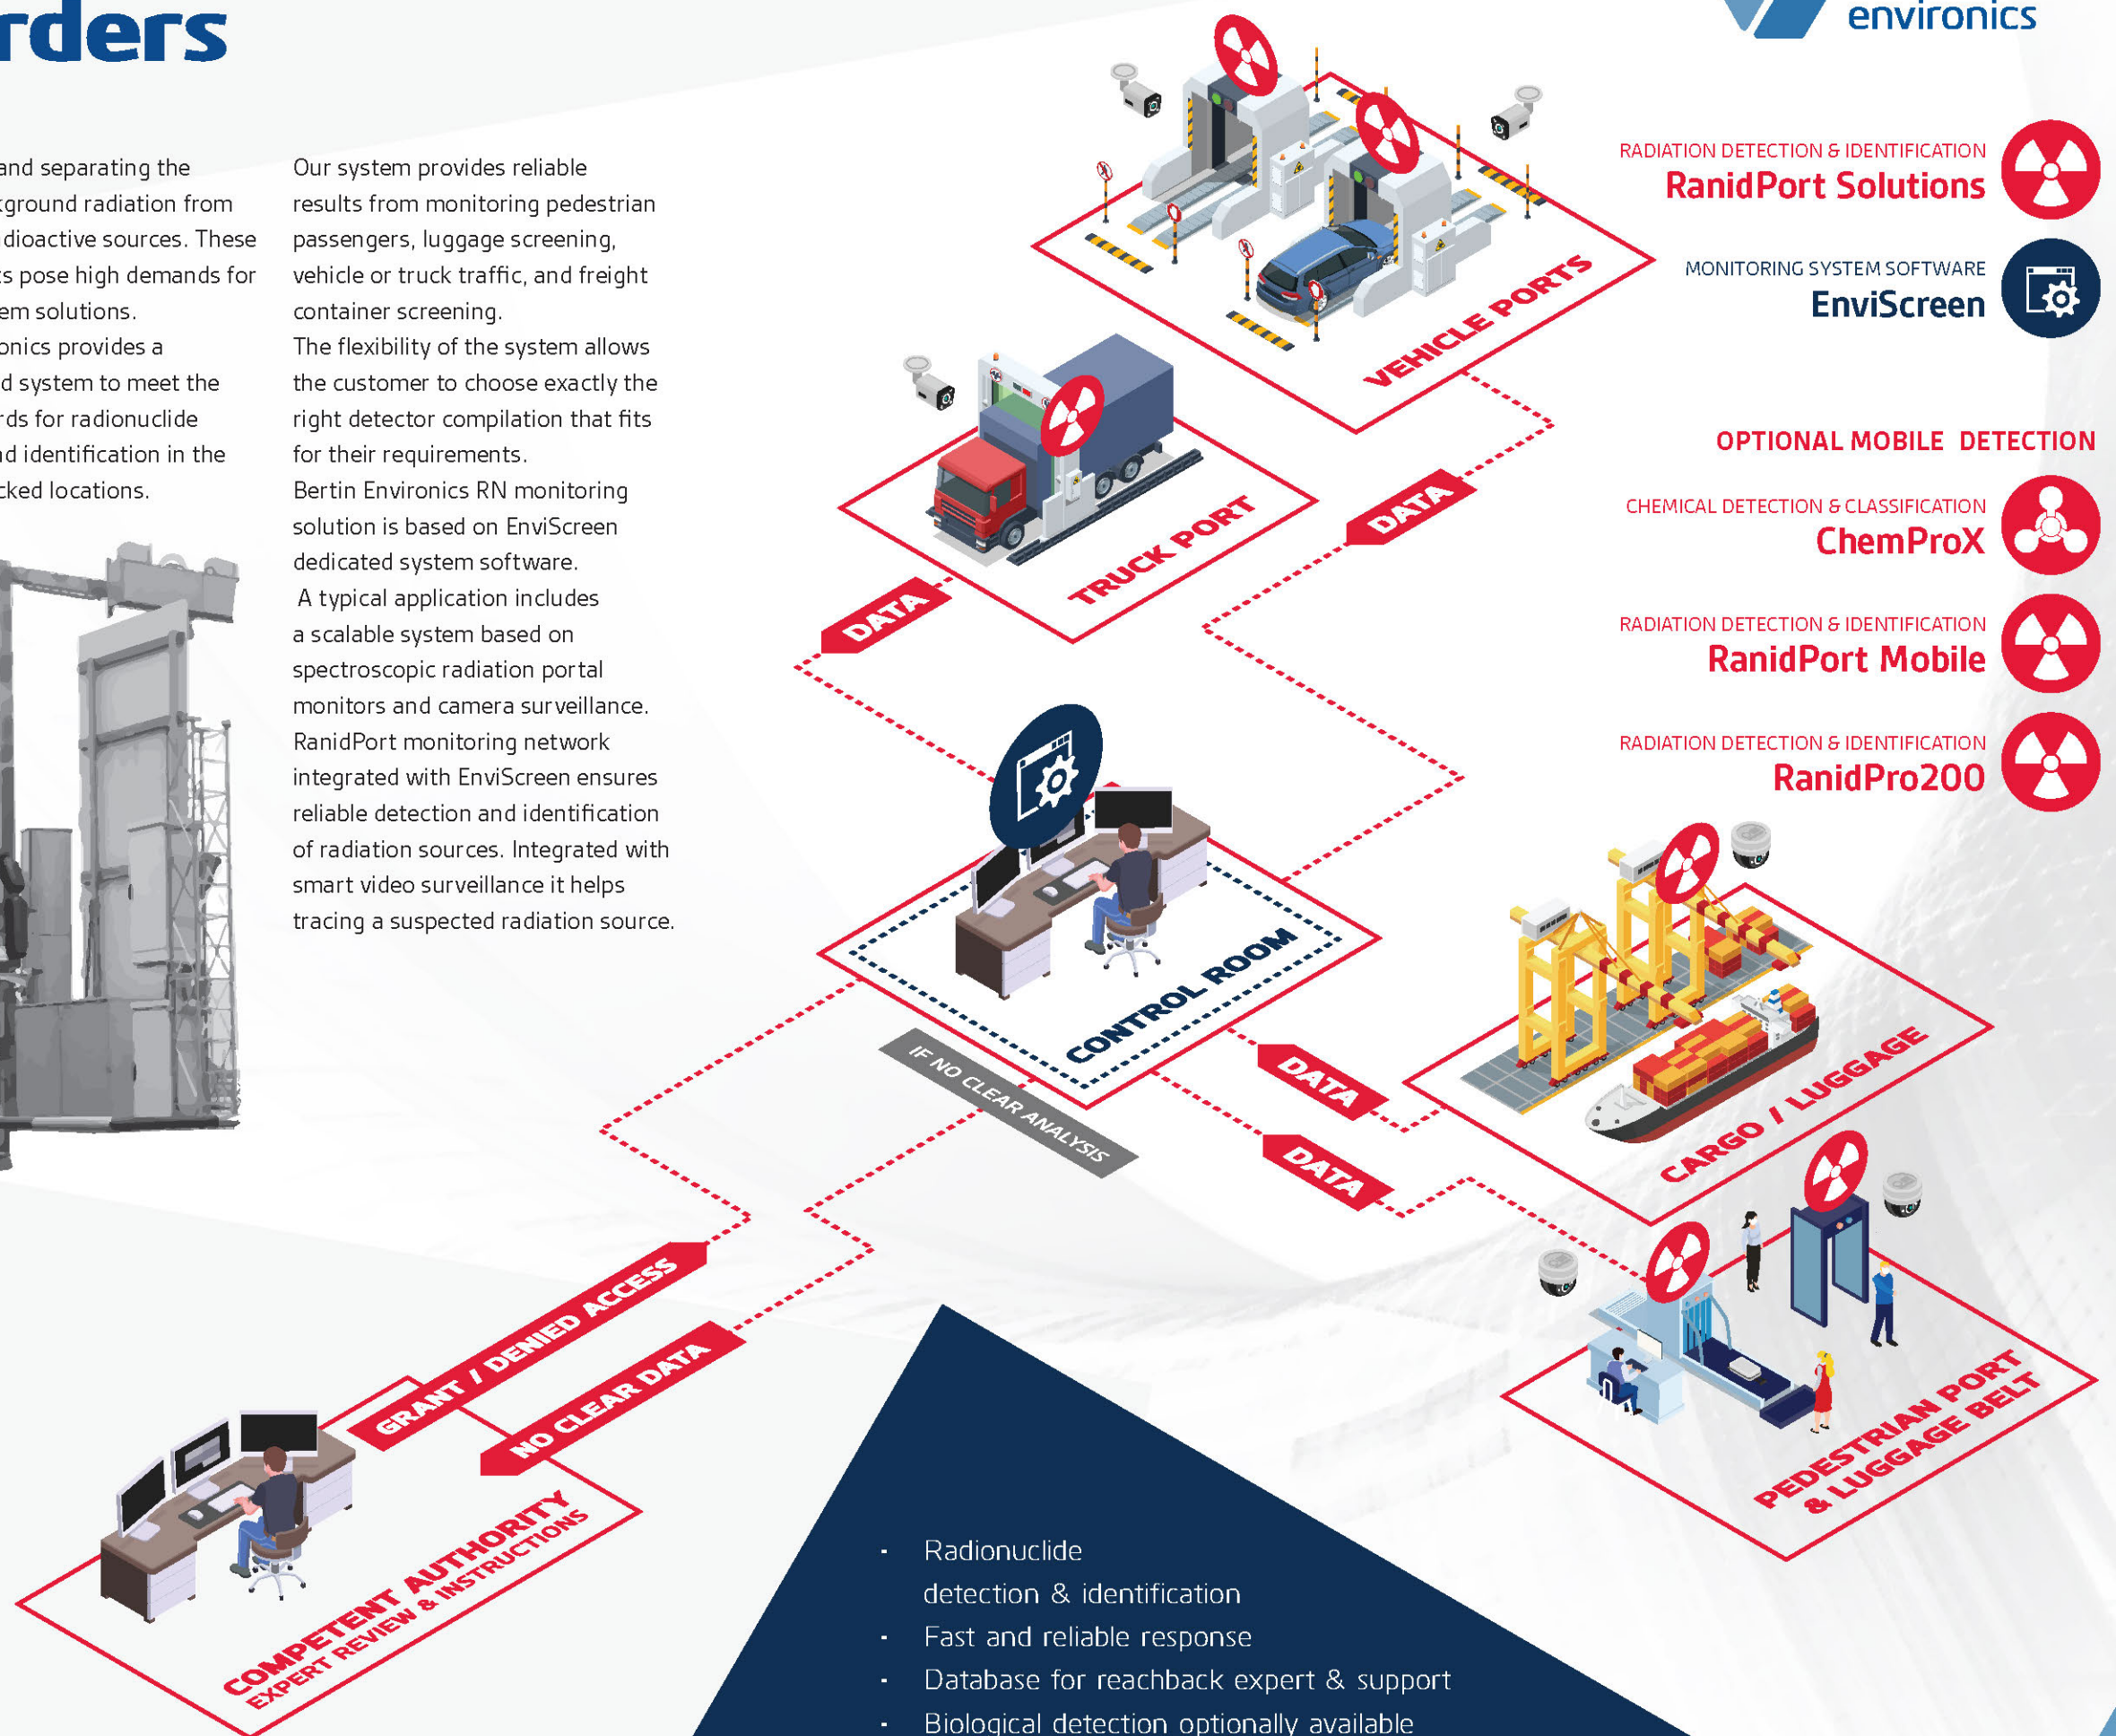 rders
environics
and separating the
kground radiation from
dioactive sources. These
ts pose high demands for
em solutions.
onics provides a
d system to meet the
rds for radionuclide
nd identification in the
cked locations.
Our system provides reliable
results from monitoring pedestrian
passengers, luggage screening,
vehicle or truck traffic, and freight
container screening.
The flexibility of the system allows
the customer to choose exactly the
right detector compilation that fits
for their requirements.
Bertin Environics RN monitoring
solution is based on EnviScreen
dedicated system software.
A typical application includes
a scalable system based on
spectroscopic radiation portal
monitors and camera surveillance.
RanidPort monitoring network
integrated with EnviScreen ensures
reliable detection and identification
of radiation sources. Integrated with
smart video surveillance it helps
tracing a suspected radiation source.
RADIATION DETECTION & IDENTIFICATION
RanidPort Solutions
MONITORING SYSTEM SOFTWARE
EnviScreen
OPTIONAL MOBILE DETECTION
CHEMICAL DETECTION & CLASSIFICATION
ChemProX
RADIATION DETECTION & IDENTIFICATION
RanidPort Mobile
RADIATION DETECTION & IDENTIFICATION
RanidPro200
VEHICLE PORTS
DATA
TRUCK PORT
DATA
CONTROL ROOM
IF NO CLEAR ANALYSIS
DATA
CARGO / LUGGAGE
DATA
PEDESTRIAN PORT
& LUGGAGE BELT
GRANT / DENIED ACCESS
NO CLEAR DATA
COMPETENT AUTHORITY
EXPERT REVIEW & INSTRUCTIONS
- Radionuclide
detection & identification
- Fast and reliable response
- Database for reachback expert & support
- Biological detection optionally available